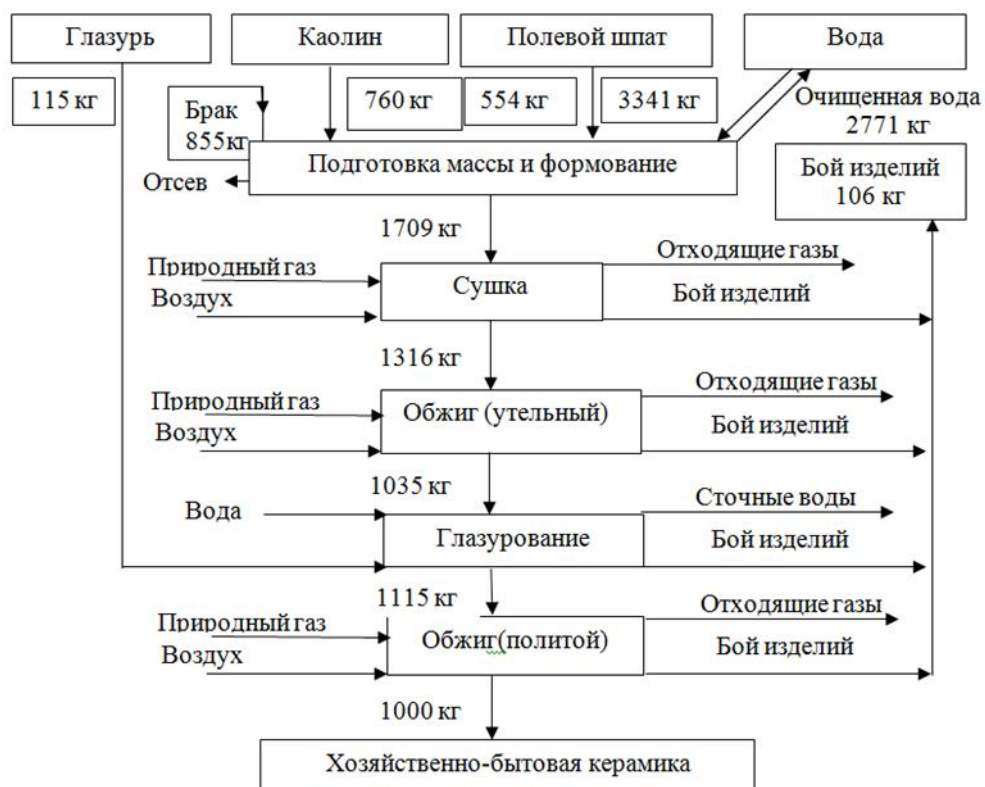 Глазурь
Каолин
Полевой шпат
Вода
115 кг
Брак
855кг
760 кг
554 кг
3341 кг
Очищенная вода
2771 кг
Подготовка массы и формование
Отсев
Бой изделий
106 кг
1709 кг
Природный газ
Воздух
Сушка
Отходящие газы
Бой изделий
1316 кг
Природный газ
Воздух
Обжиг (утельный)
Отходящие газы
Бой изделий
1035 кг
Вода
Глазурование
Сточные воды
Бой изделий
1115 кг
Природный газ
Воздух
Обжиг(политой)
Отходящие газы
Бой изделий
1000 кг
Хозяйственно-бытовая керамика